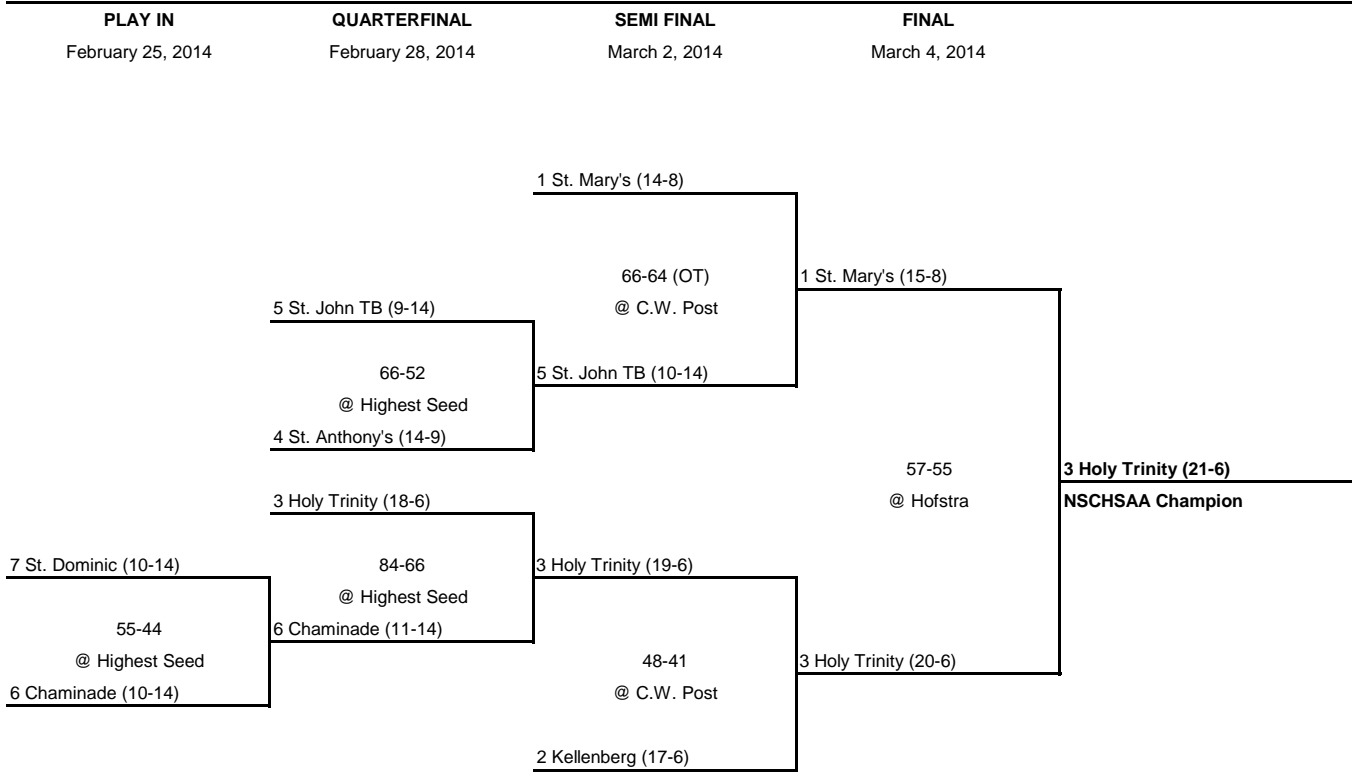 PLAY IN QUARTERFINAL SEMI FINAL FINAL
February 25, 2014 February 28, 2014 March 2, 2014 March 4, 2014
1 St. Mary's (14-8)
66-64 (OT) 1 St. Mary's (15-8)
5 St. John TB (9-14) @ C.W. Post
66-52 5 St. John TB (10-14)
@ Highest Seed
4 St. Anthony's (14-9)
57-55 3 Holy Trinity (21-6)
3 Holy Trinity (18-6) @ Hofstra NSCHSAA Champion
7 St. Dominic (10-14) 84-66 3 Holy Trinity (19-6)
@ Highest Seed
55-44 6 Chaminade (11-14)
@ Highest Seed 48-41 3 Holy Trinity (20-6)
6 Chaminade (10-14) @ C.W. Post
2 Kellenberg (17-6)